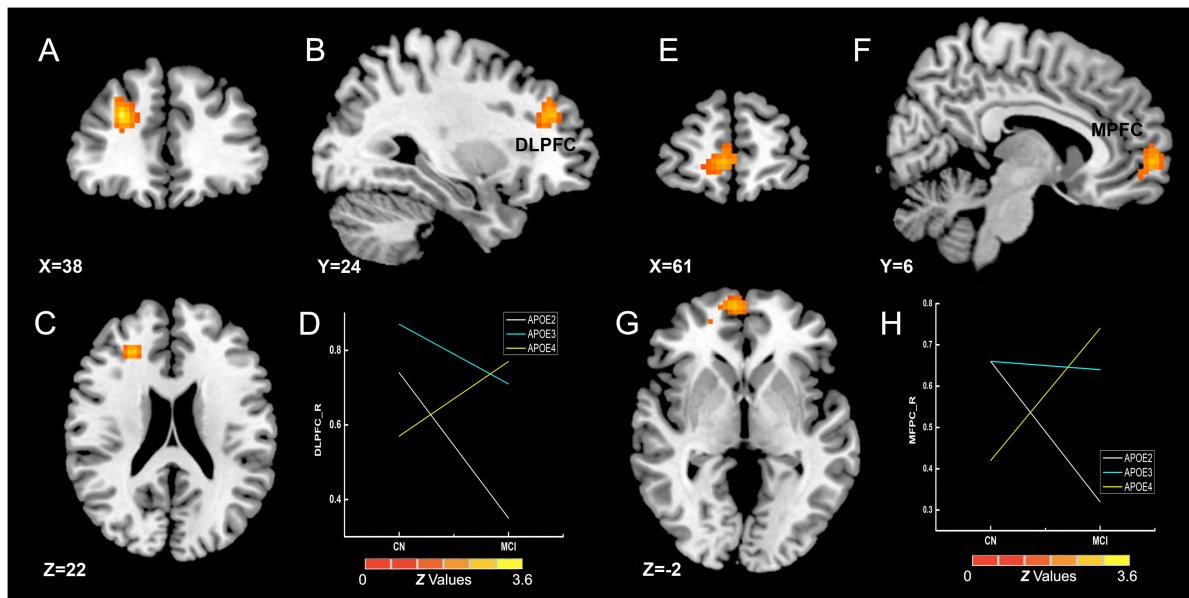 A
B
E
F
DLPFC
MPFC
X=38
Y=24
X=61
Y=6
C
D
APOE2
APOE3
APOE4
0.8
0.6
0.4
DLPFC_R
CN
MCI
Z=22
0
Z Values
3.6
G
H
0.8
0.7
0.6
0.5
0.4
0.3
MFPC_R
APOE2
APOE3
APOE4
CN
MCI
Z=-2
0
Z Values
3.6